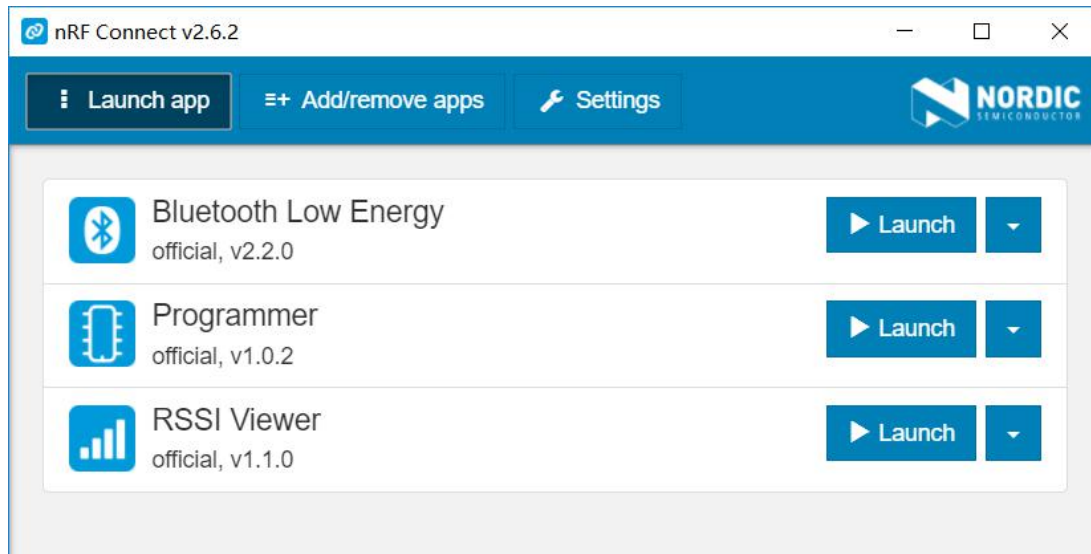 nRF Connect v2.6.2
Launch app
Add/remove apps
Settings
NORDIC
SEMICONDUCTOR
Bluetooth Low Energy
official, v2.2.0
Launch
Programmer
official, v1.0.2
Launch
RSSI Viewer
official, v1.1.0
Launch